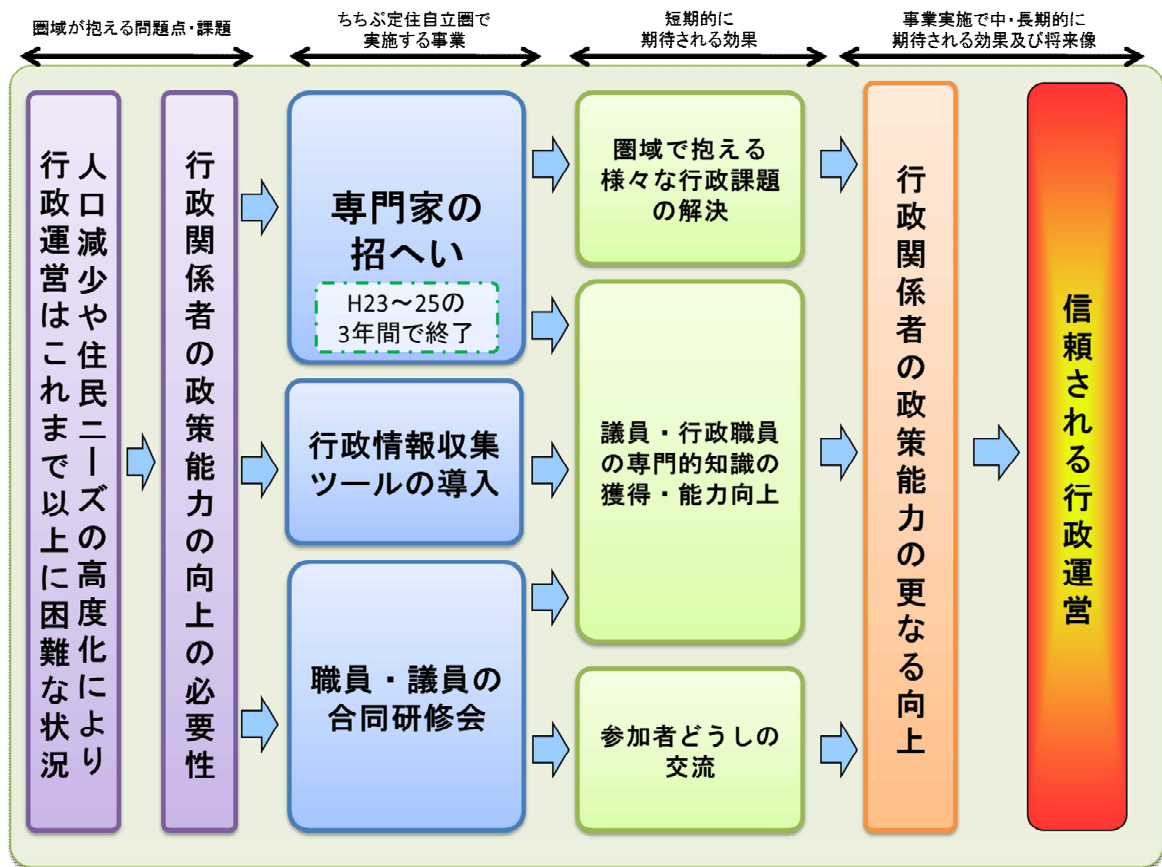 圏域が抱える問題点・課題
ちちぶ定住自立圏で
実施する事業
短期的に
期待される効果
事業実施で中・長期的に
期待される効果及び将来像
人口減少や住民ニーズの高度化により
行政運営はこれまで以上に困難な状況
行政関係者の政策能力の向上の必要性
専門家の
招へい
H23～25の
3年間で終了
行政情報収集
ツールの導入
職員・議員の
合同研修会
圏域で抱える
様々な行政課題
の解決
議員・行政職員
の専門的知識の
獲得・能力向上
参加者どうしの
交流
行政関係者の政策能力の更なる向上
信頼される行政運営